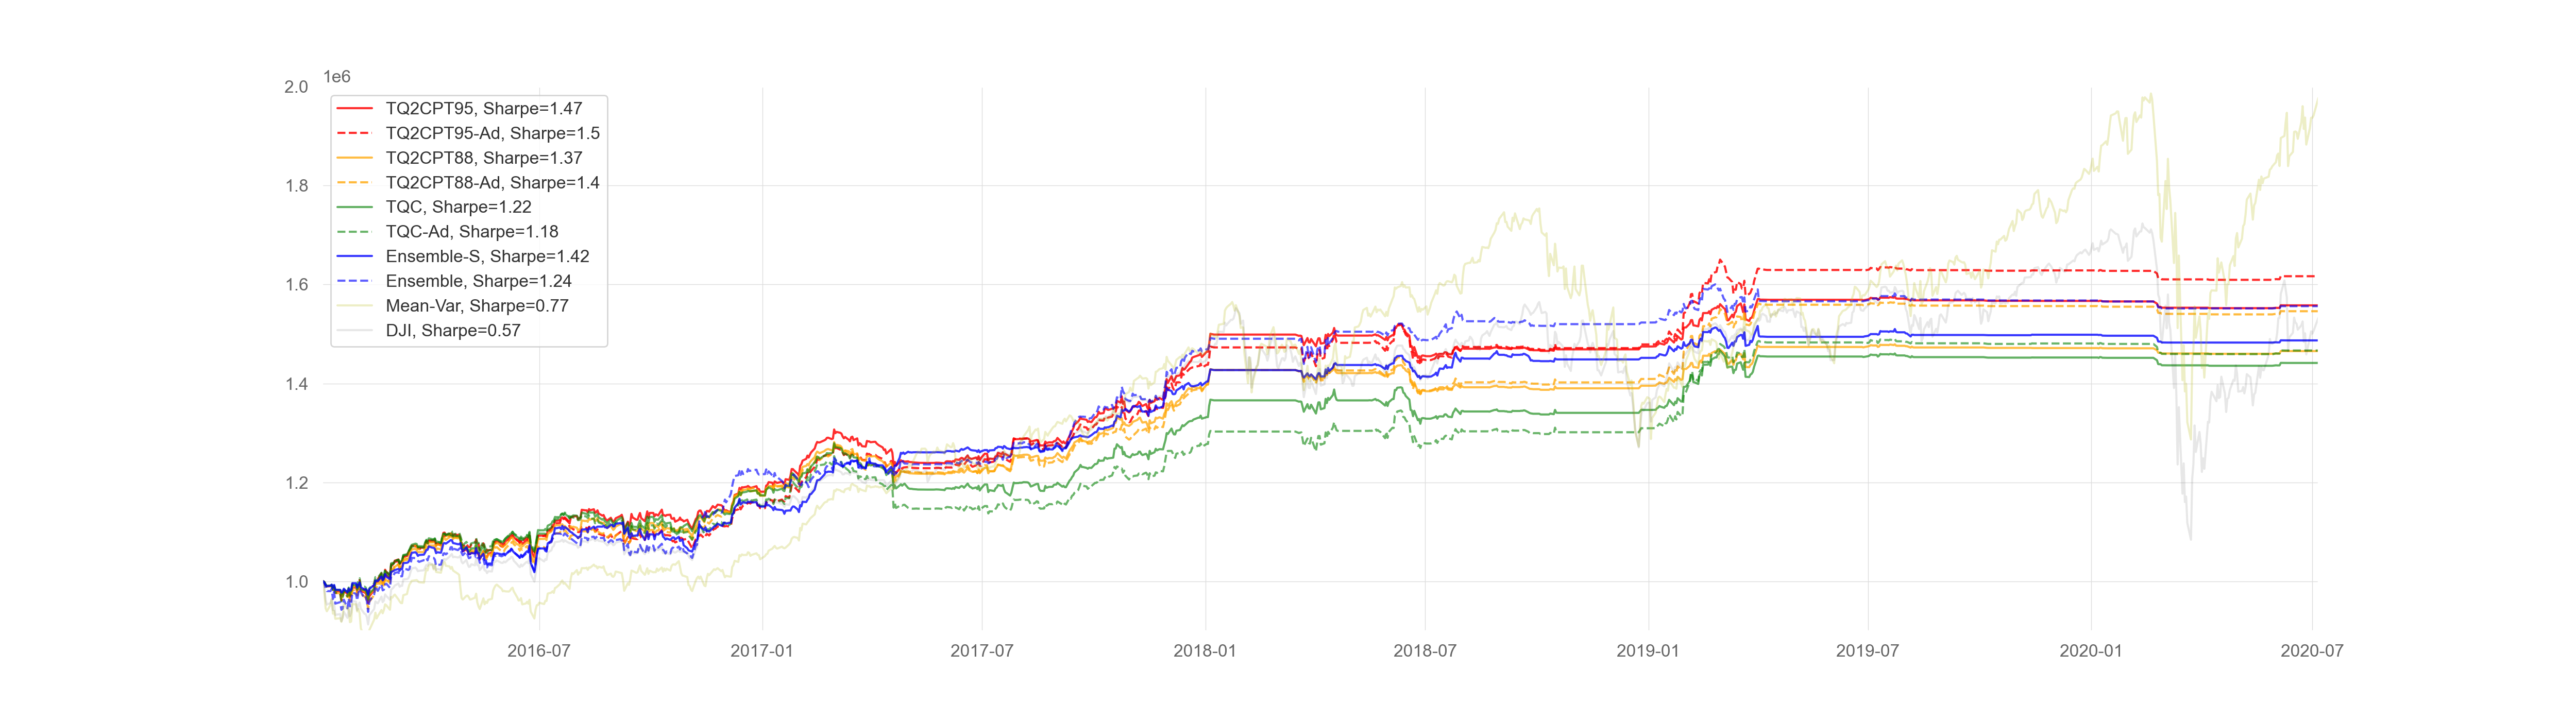 1e6
2.0
1.8
1.6
1.4
1.2
1.0
TQ2CPT95, Sharpe=1.47
TQ2CPT95-Ad, Sharpe=1.5
TQ2CPT88, Sharpe=1.37
TQ2CPT88-Ad, Sharpe=1.4
TQC, Sharpe=1.22
TQC-Ad, Sharpe=1.18
Ensemble-S, Sharpe=1.42
Ensemble, Sharpe=1.24
Mean-Var, Sharpe=0.77
DJI, Sharpe=0.57
2016-07
2017-01
2017-07
2018-01
2018-07
2019-01
2019-07
2020-01
2020-07